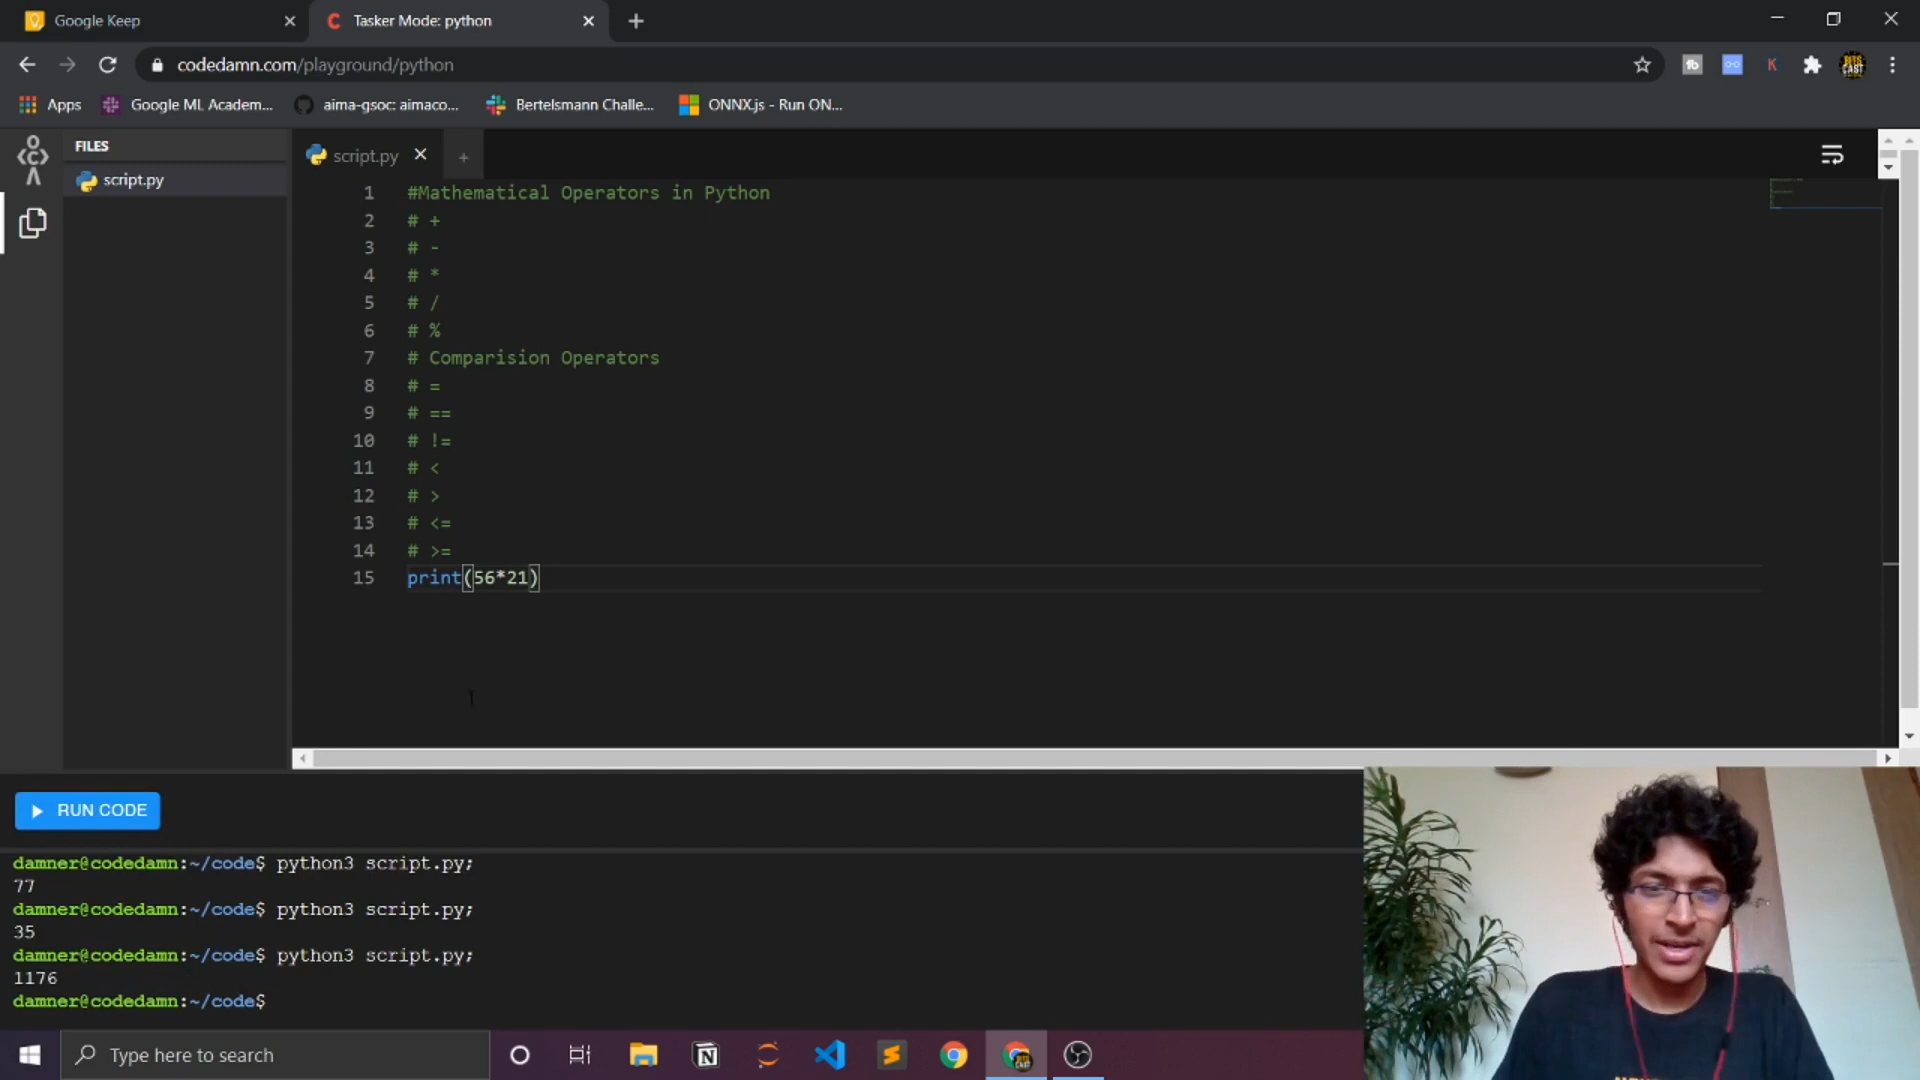 Google Keep
Tasker Mode: python
codedamn.com/playground/python
Apps
Google ML Academ...
aima-gsoc: aimaco...
Bertelsmann Challe...
ONNX.js - Run ON...
FILES
script.py
script.py
1 #Mathematical Operators in Python
2 # +
3 # -
4 # *
5 # /
6 # %
7 # Comparision Operators
8 # =
9 # ==
10 # !=
11 # <
12 # >
13 # <=
14 # >=
15 print(56*21)
RUN CODE
damner@codedamn:~/code$ python3 script.py;
77
damner@codedamn:~/code$ python3 script.py;
35
damner@codedamn:~/code$ python3 script.py;
1176
damner@codedamn:~/code$
Type here to search